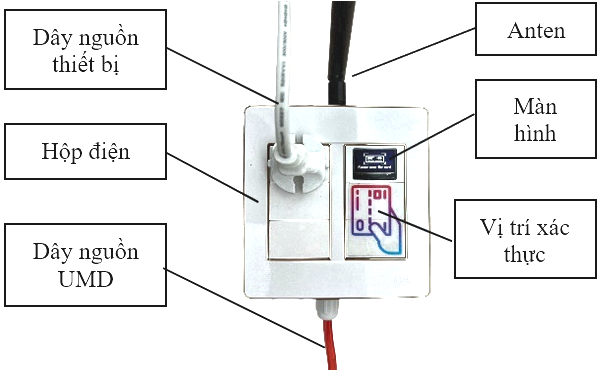 Dây nguồn
thiết bị
Anten
Màn
hình
Hộp điện
Vị trí xác
thực
Dây nguồn
UMD